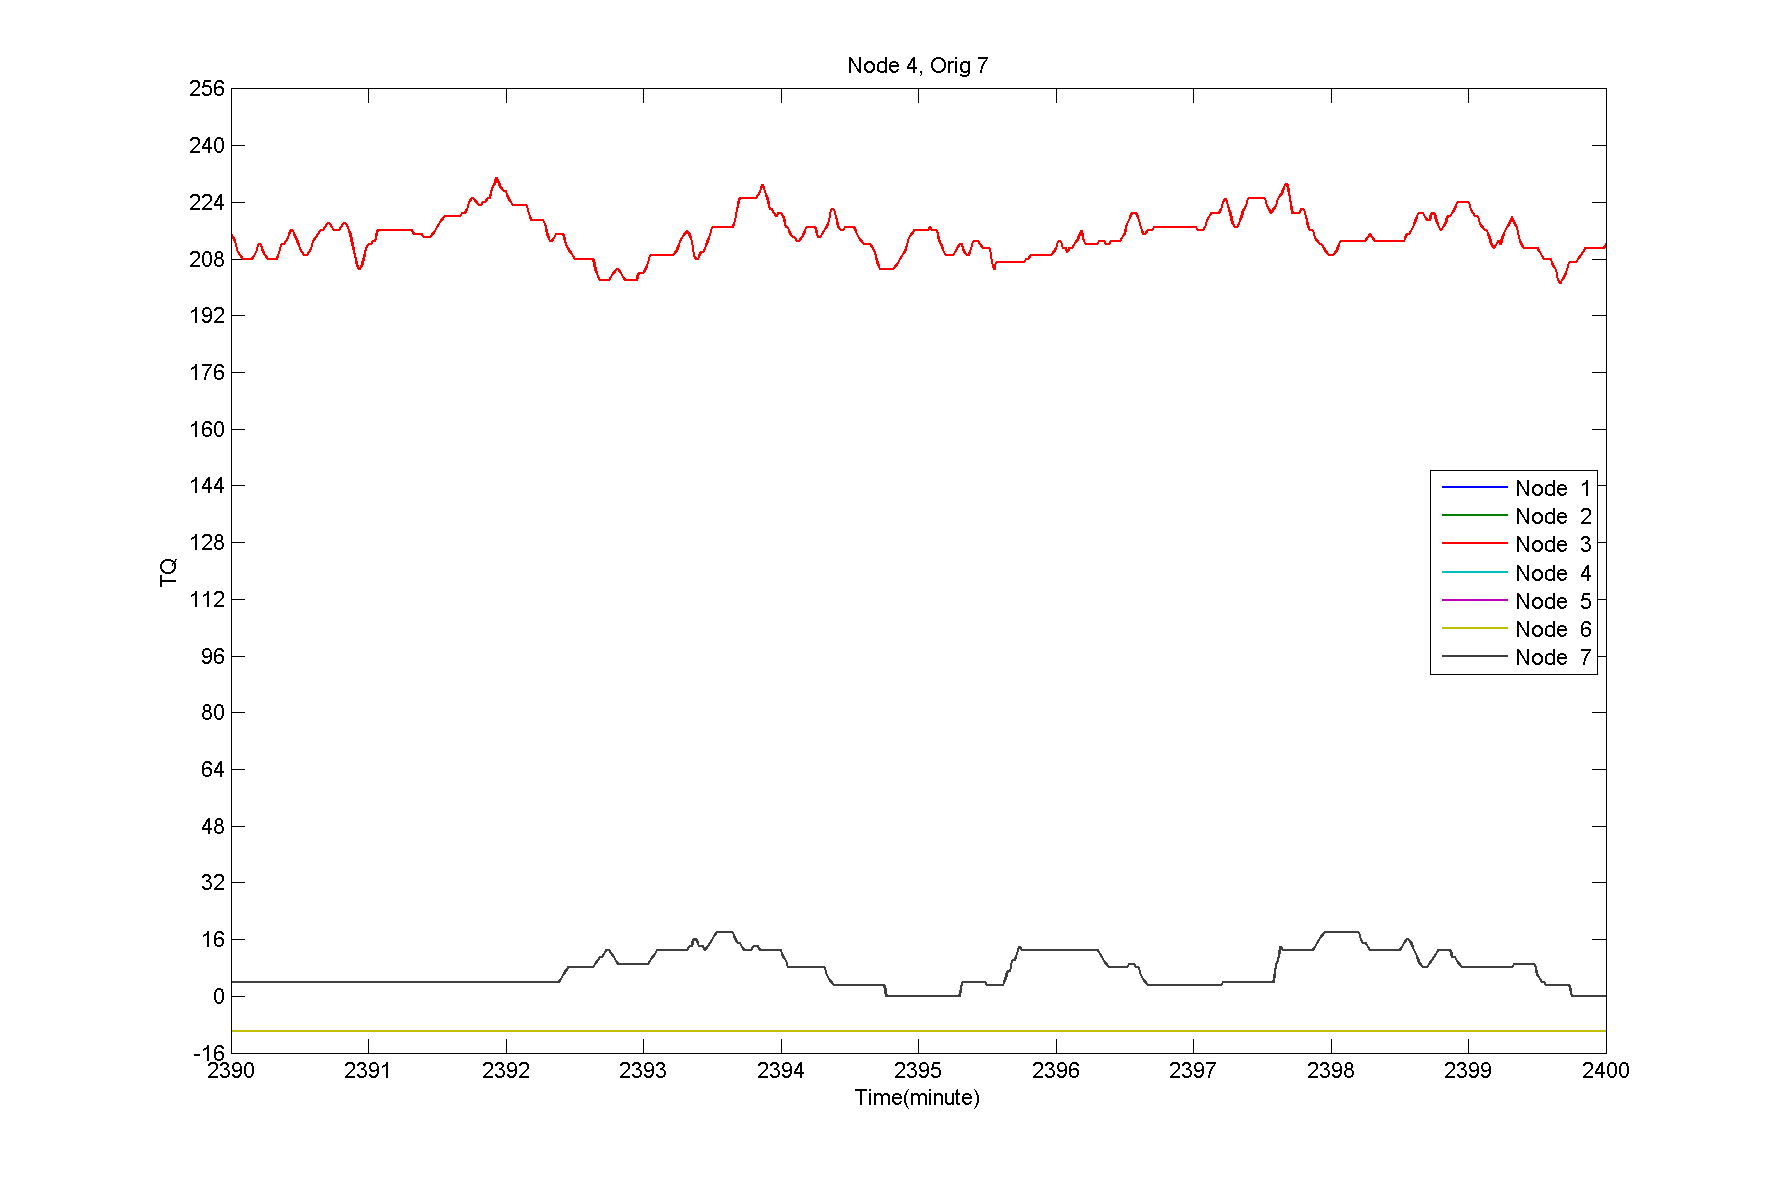 Node 4, Orig 7
256
240
224
208
192
176
160
144
128
112
96
80
64
48
32
16
0
-16
TQ
Node 1
Node 2
Node 3
Node 4
Node 5
Node 6
Node 7
2390 2391 2392 2393 2394 2395 2396 2397 2398 2399 2400
Time(minute)